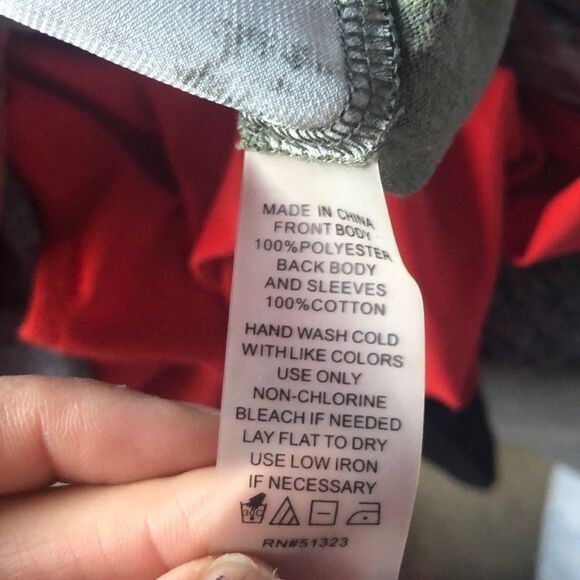 MADE IN CHINA
FRONT BODY
100%POLYESTER
BACK BODY
AND SLEEVES
100%COTTON
HAND WASH COLD
WITH LIKE COLORS
USE ONLY
NON-CHLORINE
BLEACH IF NEEDED
LAY FLAT TO DRY
USE LOW IRON
IF NECESSARY
30C
RN#51323